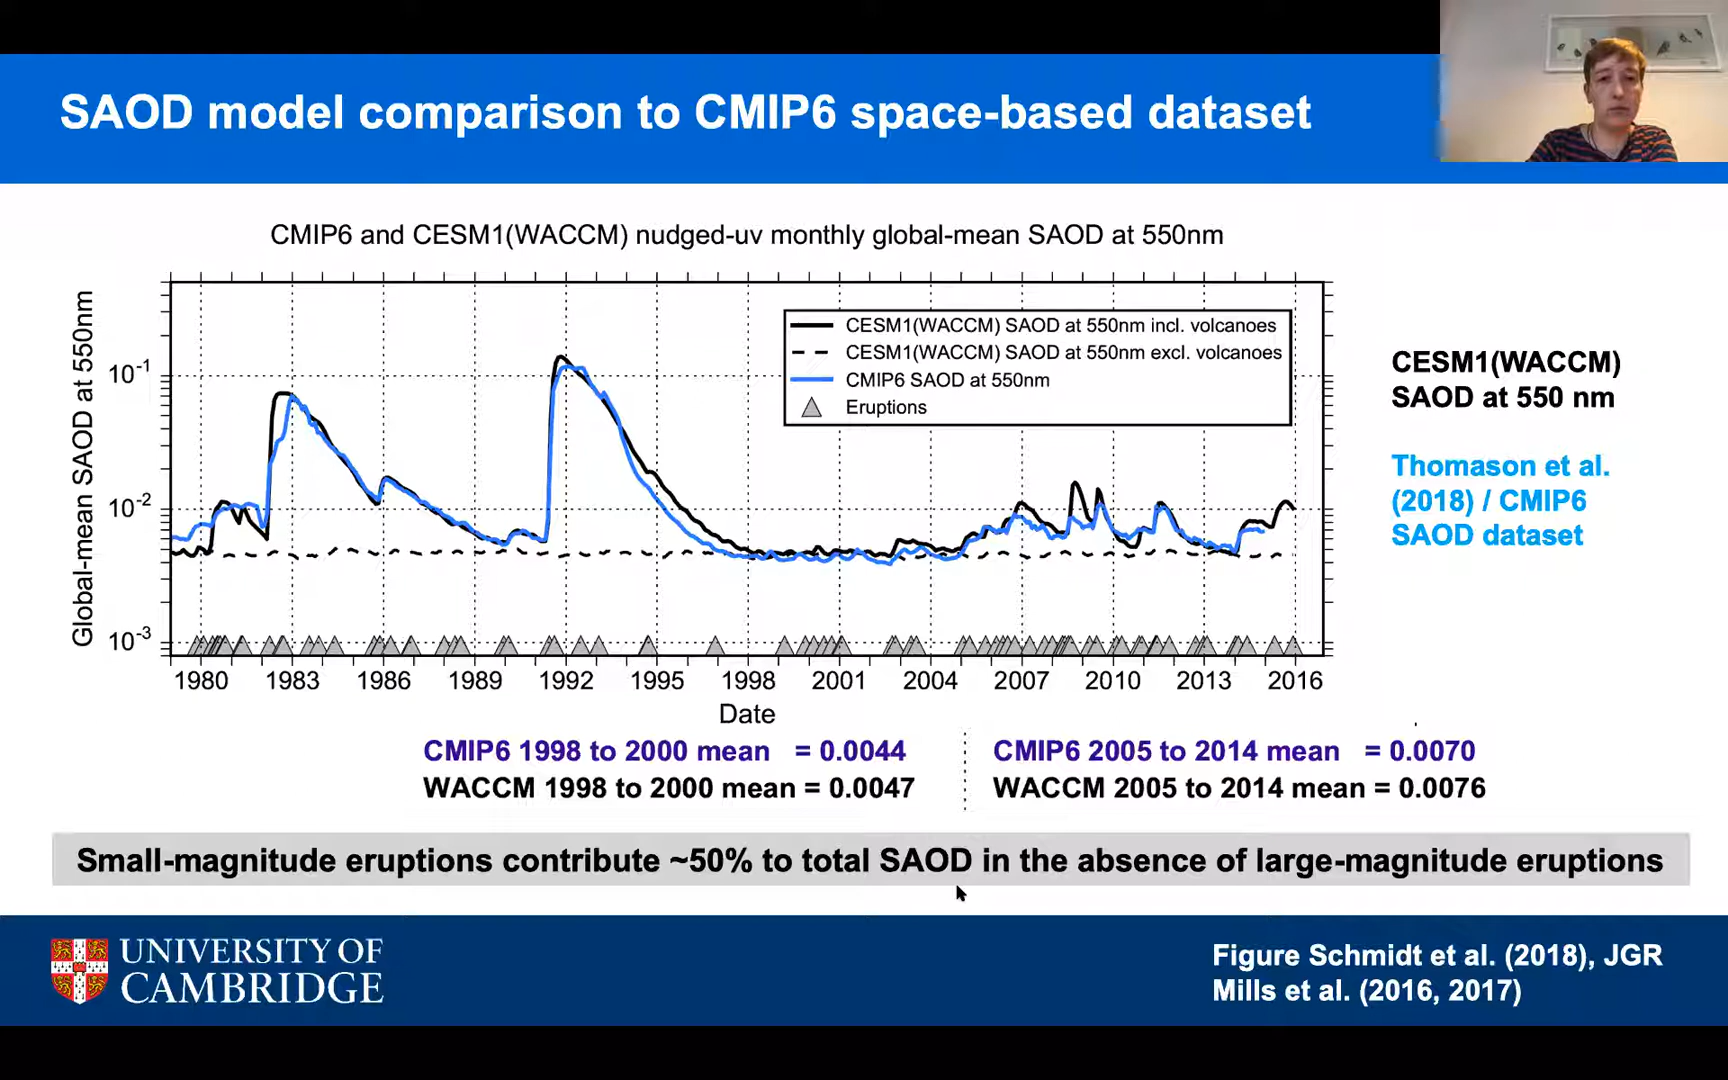 SAOD model comparison to CMIP6 space-based dataset
CMIP6 and CESM1(WACCM) nudged-uv monthly global-mean SAOD at 550nm
Global-mean SAOD at 550nm
10⁻¹
10⁻²
10⁻³
CESM1(WACCM) SAOD at 550nm incl. volcanoes
CESM1(WACCM) SAOD at 550nm excl. volcanoes
CMIP6 SAOD at 550nm
Eruptions
1980 1983 1986 1989 1992 1995 1998 2001 2004 2007 2010 2013 2016
Date
CESM1(WACCM)
SAOD at 550 nm
Thomason et al.
(2018) / CMIP6
SAOD dataset
CMIP6 1998 to 2000 mean = 0.0044
WACCM 1998 to 2000 mean = 0.0047
CMIP6 2005 to 2014 mean = 0.0070
WACCM 2005 to 2014 mean = 0.0076
Small-magnitude eruptions contribute ~50% to total SAOD in the absence of large-magnitude eruptions
UNIVERSITY OF
CAMBRIDGE
Figure Schmidt et al. (2018), JGR
Mills et al. (2016, 2017)